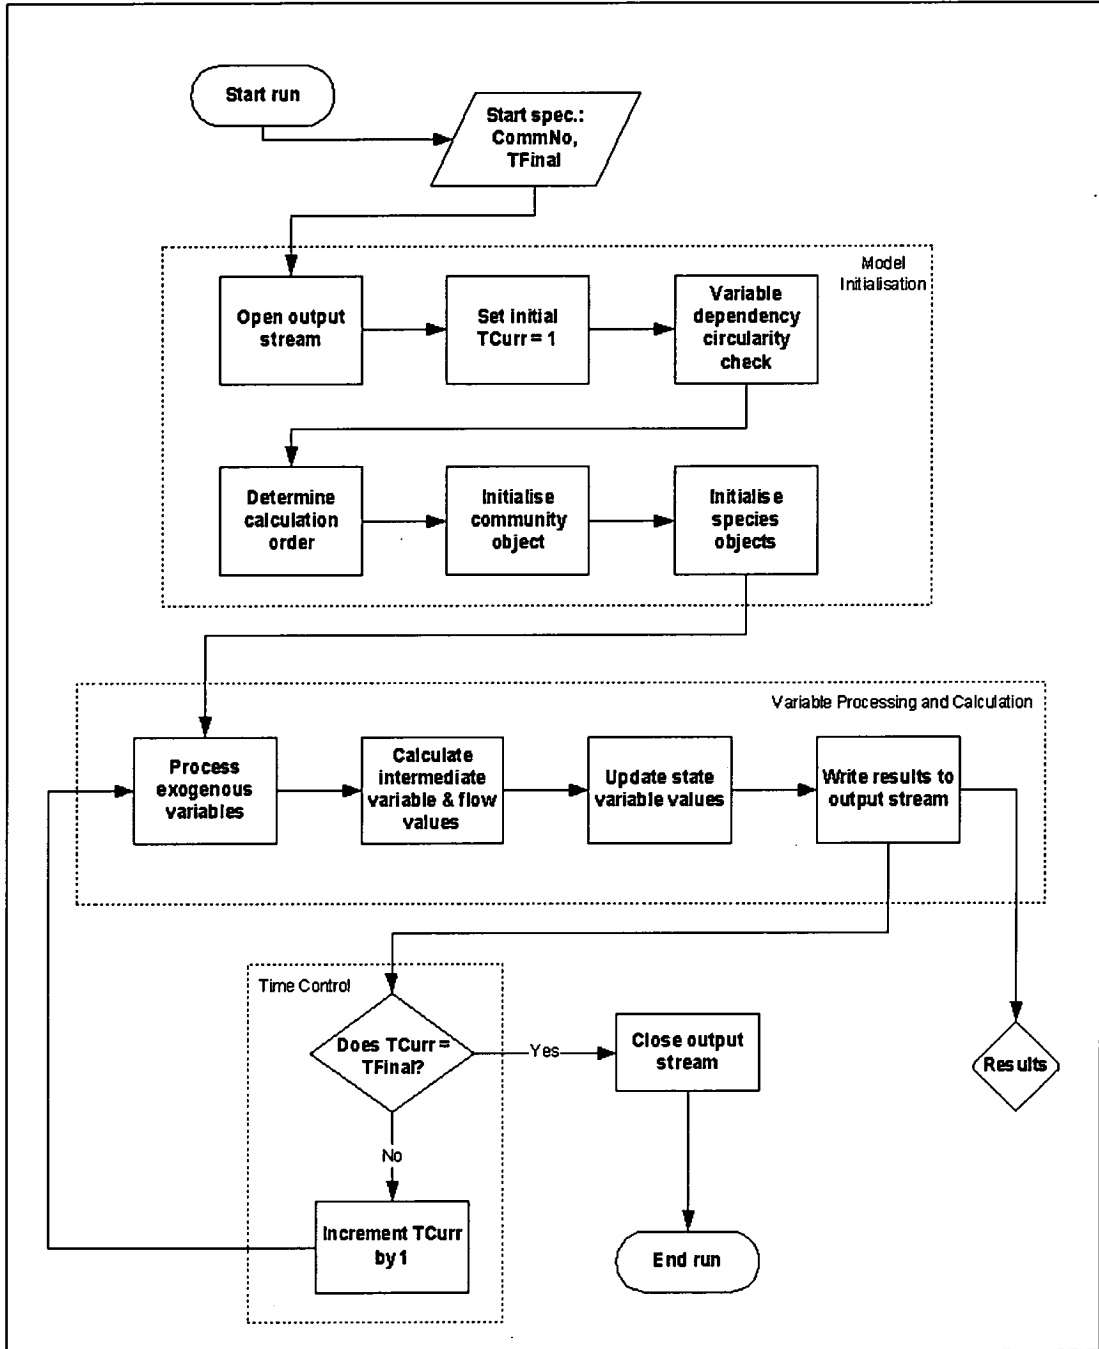 Start run
Start spec.:
CommNo,
TFinal
Model
Initialisation
Open output
stream
Set initial
TCurr = 1
Variable
dependency
circularity
check
Determine
calculation
order
Initialise
community
object
Initialise
species
objects
Variable Processing and Calculation
Process
exogenous
variables
Calculate
intermediate
variable & flow
values
Update state
variable values
Write results to
output stream
Time Control
Does TCurr =
TFinal?
Yes
Close output
stream
Results
No
Increment TCurr
by 1
End run